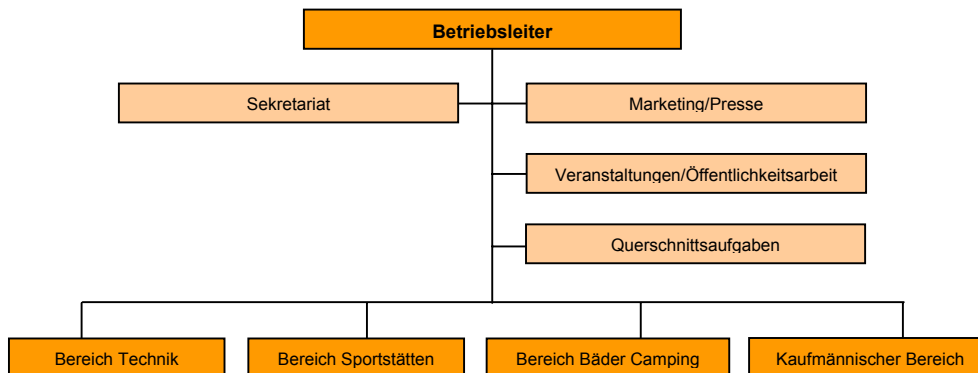 Betriebsleiter
Sekretariat
Marketing/Presse
Veranstaltungen/Öffentlichkeitsarbeit
Querschnittsaufgaben
Bereich Technik
Bereich Sportstätten
Bereich Bäder Camping
Kaufmännischer Bereich